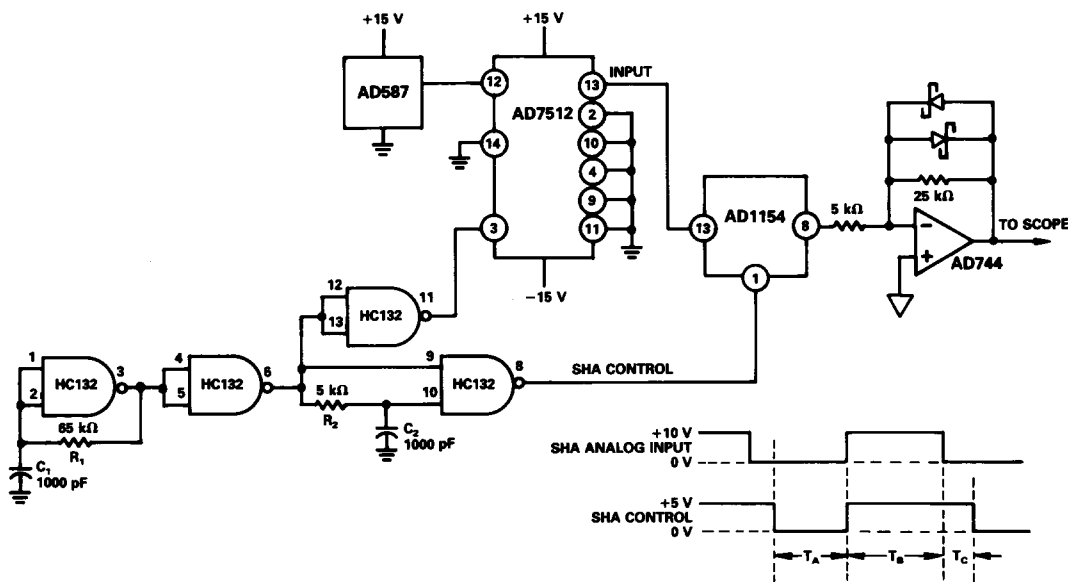 +15 V
+15 V
AD587
12
AD7512
13
INPUT
2
14
10
4
9
3
11
−15 V
AD1154
13
8
1
5 kΩ
25 kΩ
−
+
AD744
TO SCOPE
12
13
HC132
11
1
2
HC132
3
4
5
HC132
6
9
10
HC132
8
SHA CONTROL
65 kΩ
R1
C1
1000 pF
5 kΩ
R2
C2
1000 pF
+10 V
SHA ANALOG INPUT
0 V
+5 V
SHA CONTROL
0 V
TA
TB
TC